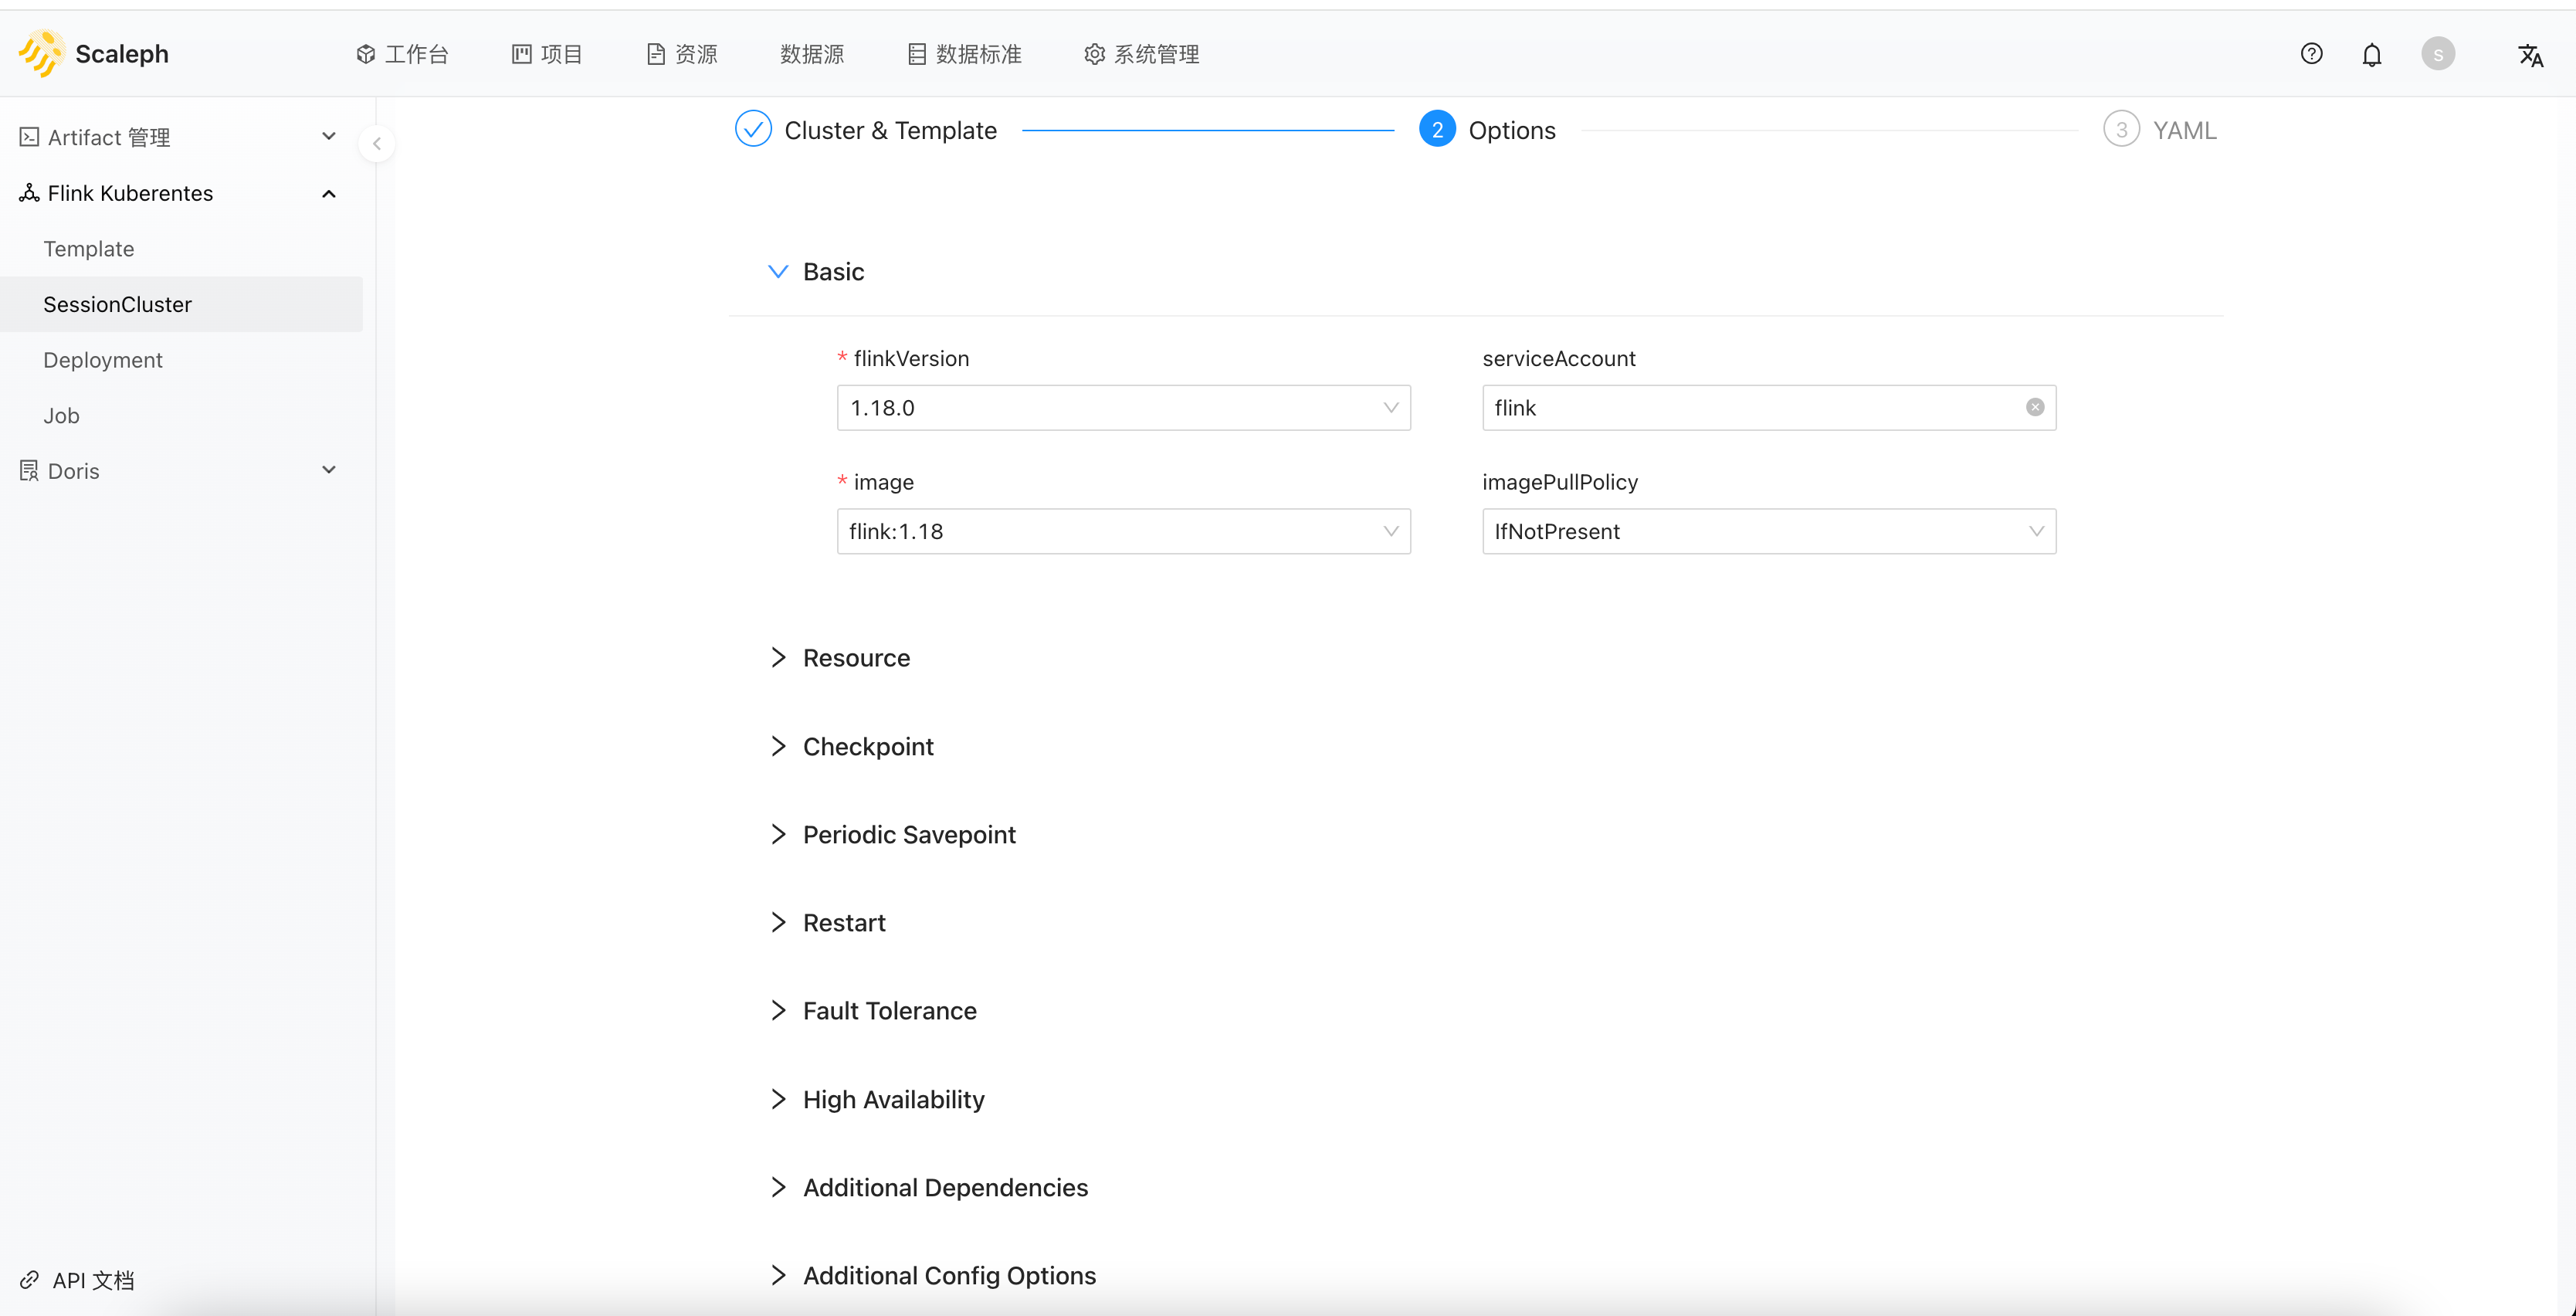 Scaleph
工作台
项目
资源
数据源
数据标准
系统管理
S
Artifact 管理
Flink Kuberentes
Template
SessionCluster
Deployment
Job
Doris
API 文档
Cluster & Template
2 Options
3 YAML
Basic
* flinkVersion
1.18.0
serviceAccount
flink
* image
flink:1.18
imagePullPolicy
IfNotPresent
Resource
Checkpoint
Periodic Savepoint
Restart
Fault Tolerance
High Availability
Additional Dependencies
Additional Config Options